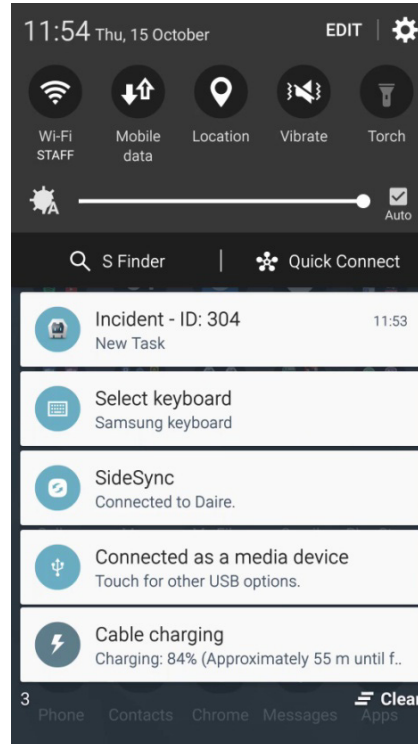 11:54 Thu, 15 October EDIT
Wi-Fi Mobile Location Vibrate Torch
STAFF data
A Auto
S Finder | Quick Connect
Incident - ID: 304 11:53
New Task
Select keyboard
Samsung keyboard
SideSync
Connected to Daire.
Connected as a media device
Touch for other USB options.
Cable charging
Charging: 84% (Approximately 55 m until f..
3 Clear
Phone Contacts Chrome Messages Apps